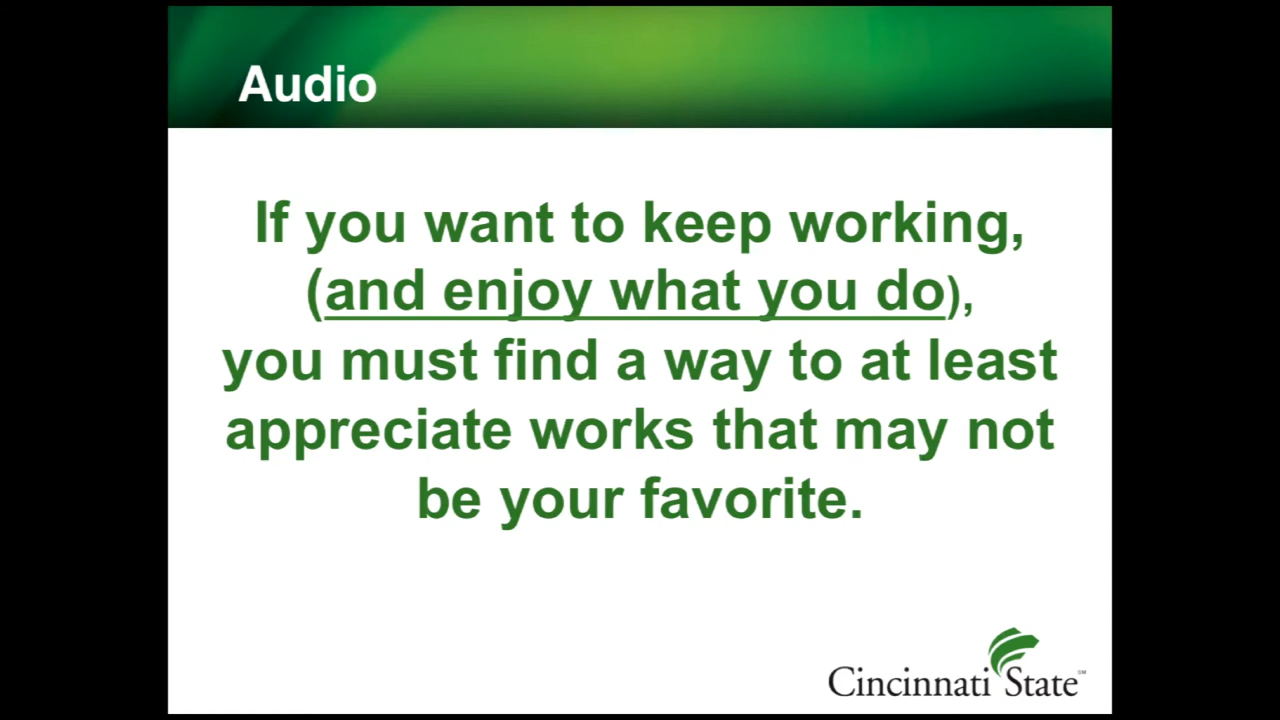 Audio
If you want to keep working,
(and enjoy what you do),
you must find a way to at least
appreciate works that may not
be your favorite.
Cincinnati State℠